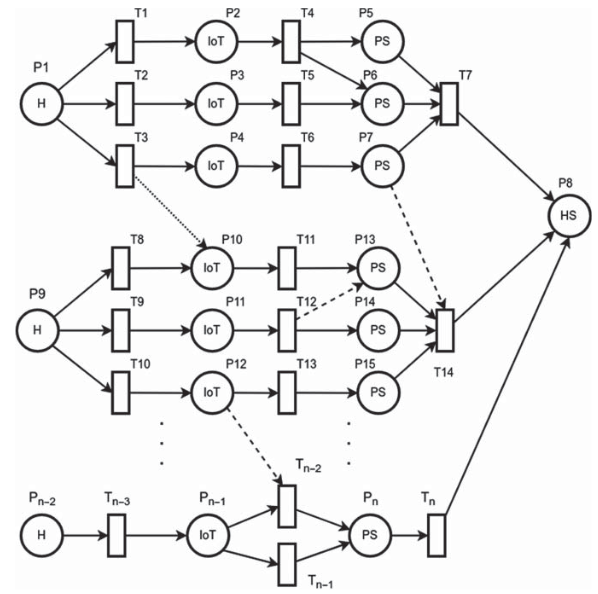 T1 P2 T4 P5
IoT PS
P1 T2 P3 T5 P6 T7
H IoT PS
T3 P4 T6 P7
IoT PS
P8
HS
T8 P10 T11 P13
IoT PS
P9 T9 P11 T12 P14
H IoT PS
T14
T10 P12 T13 P15
IoT PS
Tn−2
Pn−2 Tn−3 Pn−1 Pn Tn
H IoT PS
Tn−1